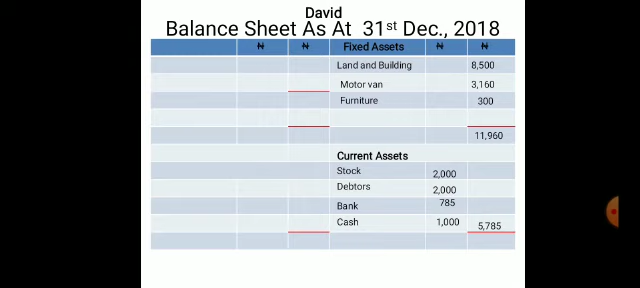 David
Balance Sheet As At 31st Dec., 2018
₦ ₦ Fixed Assets ₦ ₦
Land and Building 8,500
Motor van 3,160
Furniture 300
11,960
Current Assets
Stock 2,000
Debtors 2,000
Bank 785
Cash 1,000 5,785